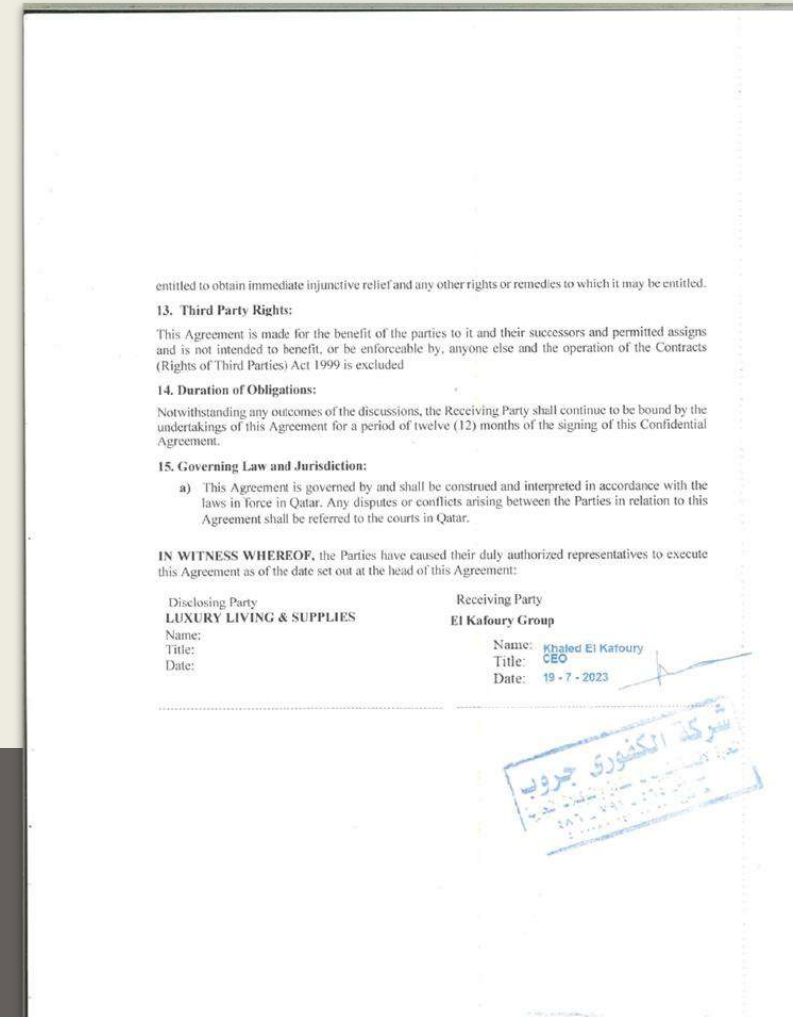 entitled to obtain immediate injunctive relief and any other rights or remedies to which it may be entitled.
13. Third Party Rights:
This Agreement is made for the benefit of the parties to it and their successors and permitted assigns
and is not intended to benefit, or be enforceable by, anyone else and the operation of the Contracts
(Rights of Third Parties) Act 1999 is excluded
14. Duration of Obligations:
Notwithstanding any outcomes of the discussions, the Receiving Party shall continue to be bound by the
undertakings of this Agreement for a period of twelve (12) months of the signing of this Confidential
Agreement.
15. Governing Law and Jurisdiction:
a) This Agreement is governed by and shall be construed and interpreted in accordance with the
laws in force in Qatar. Any disputes or conflicts arising between the Parties in relation to this
Agreement shall be referred to the courts in Qatar.
IN WITNESS WHEREOF, the Parties have caused their duly authorized representatives to execute
this Agreement as of the date set out at the head of this Agreement:
Disclosing Party
LUXURY LIVING & SUPPLIES
Name:
Title:
Date:
Receiving Party
El Kafoury Group
Name: Khaled El Kafoury
Title: CEO
Date: 19 - 7 - 2023
شركة الكفورى جروب